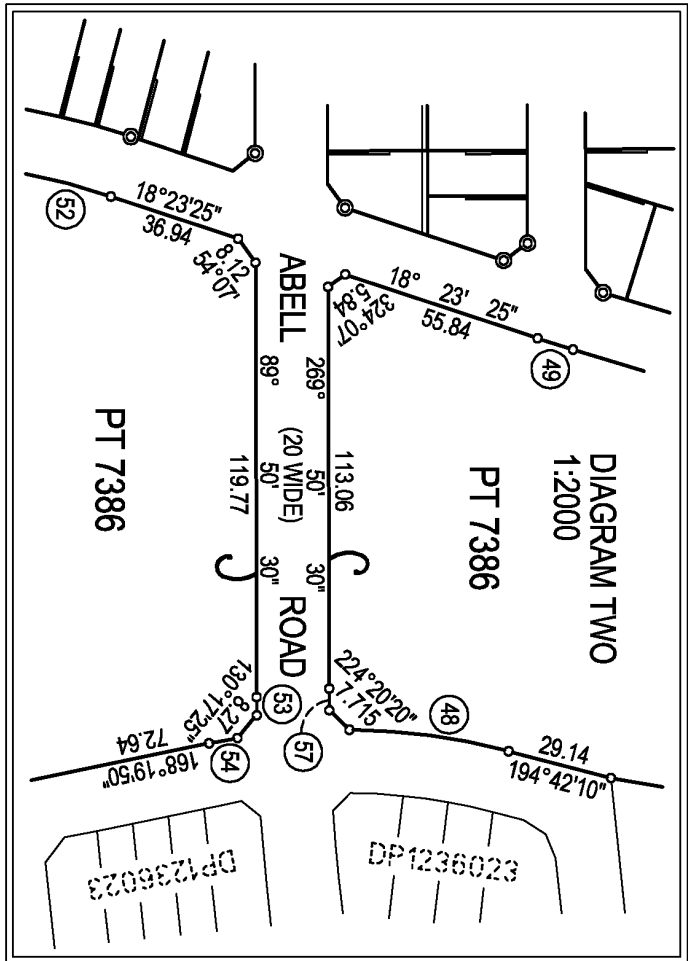 DIAGRAM TWO
1:2000
PT 7386
49
18° 23' 25"
55.84
324°07'
5.84
269° 50' 30"
113.06
48
29.14
194°42'10"
224°20'20"
7.715
57
DP1236023
ABELL (20 WIDE) ROAD
52
18°23'25"
36.94
8.12
54°07'
89° 50' 30"
119.77
53
130°17'25"
8.27
54
168°19'50"
72.64
PT 7386
DP1236023